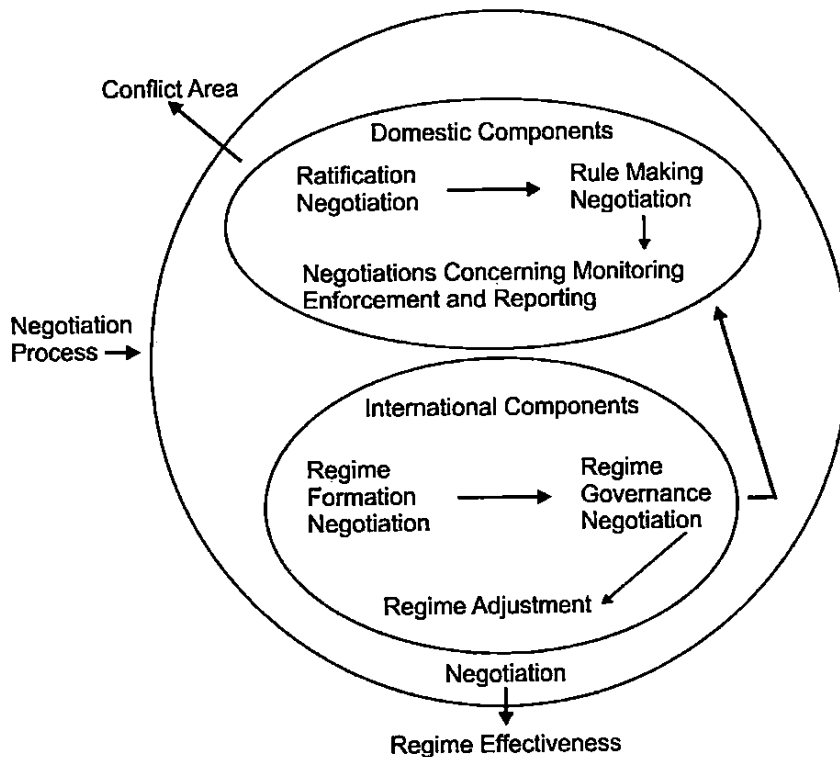 Conflict Area
Domestic Components
Ratification
Negotiation
Rule Making
Negotiation
Negotiations Concerning Monitoring
Enforcement and Reporting
Negotiation
Process
International Components
Regime
Formation
Negotiation
Regime
Governance
Negotiation
Regime Adjustment
Negotiation
Regime Effectiveness